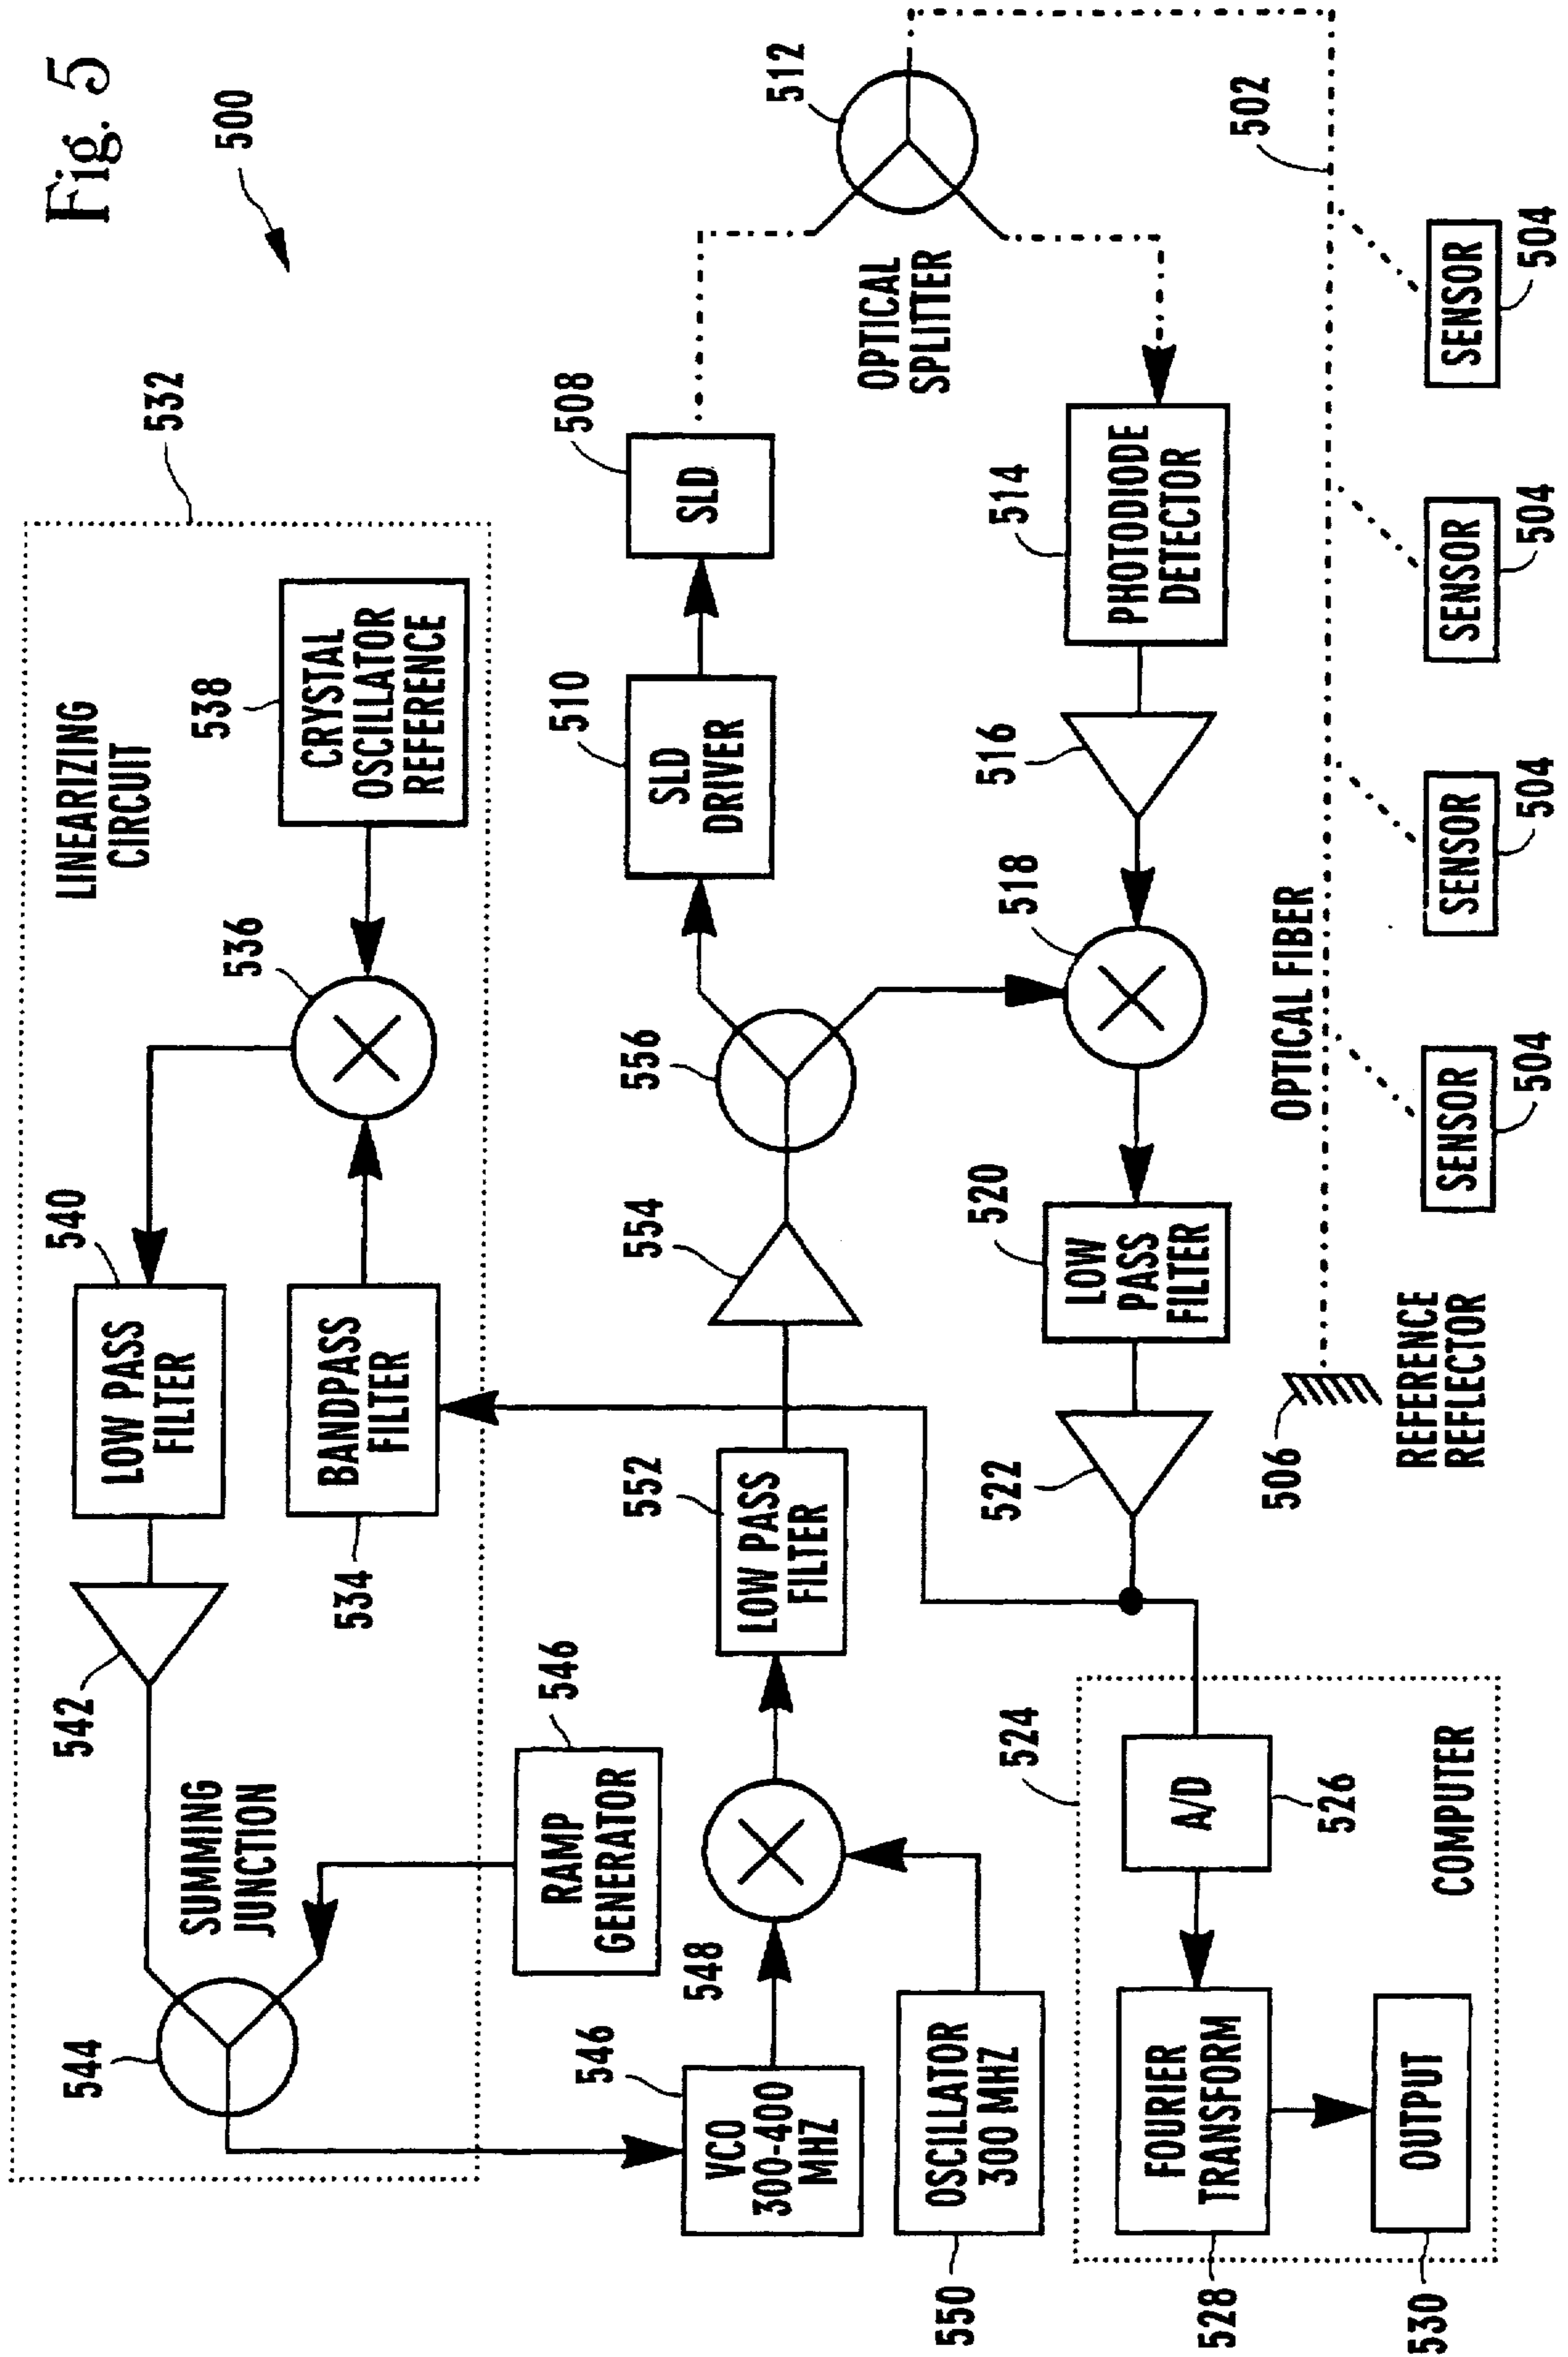 Fig. 5
500
532
LINEARIZING
CIRCUIT
538
CRYSTAL
OSCILLATOR
REFERENCE
536
540
LOW PASS
FILTER
BANDPASS
FILTER
534
542
SUMMING
JUNCTION
544
546
RAMP
GENERATOR
546
VCO
300-400
MHZ
548
OSCILLATOR
300 MHZ
550
552
LOW PASS
FILTER
554
556
510
SLD
DRIVER
508
SLD
512
OPTICAL
SPLITTER
514
PHOTODIODE
DETECTOR
516
518
520
LOW
PASS
FILTER
522
524
COMPUTER
A/D
526
FOURIER
TRANSFORM
528
OUTPUT
530
502
OPTICAL FIBER
506
REFERENCE
REFLECTOR
SENSOR
504
SENSOR
504
SENSOR
504
SENSOR
504